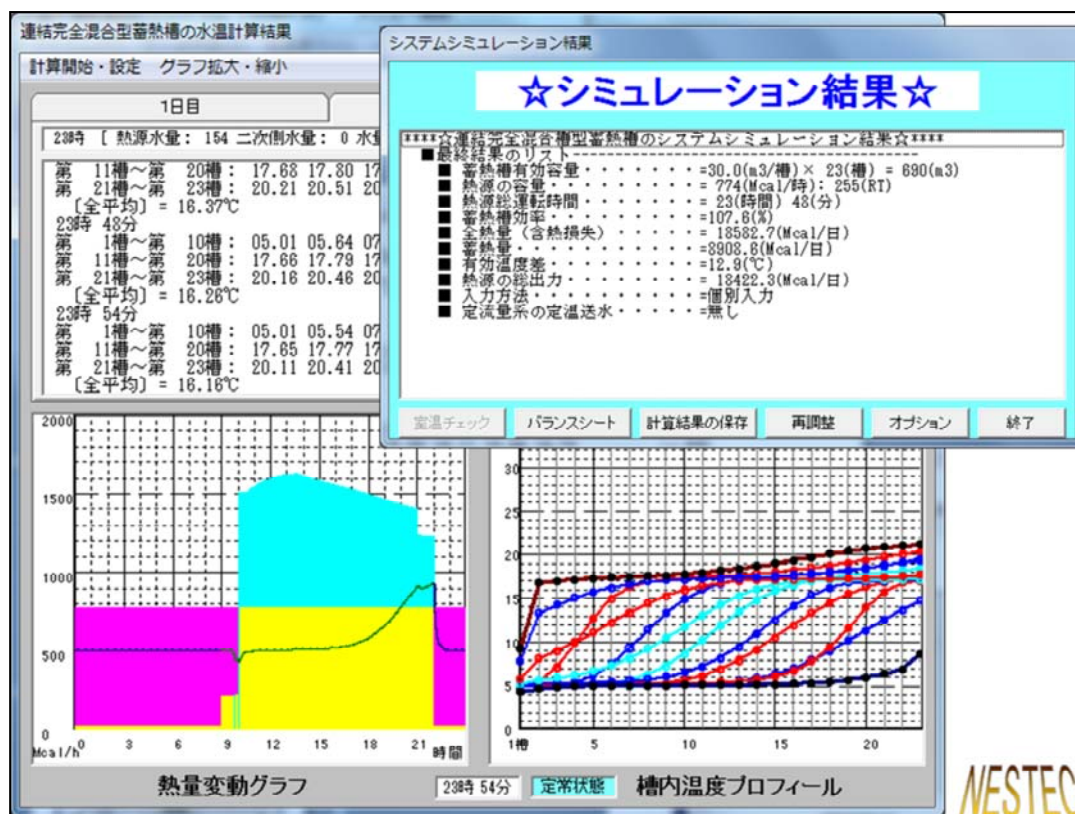 連結完全混合型蓄熱槽の水温計算結果
計算開始・設定 グラフ拡大・縮小
1日目
23時 [ 熱源水量: 154 二次側水量: 0 水
第 11槽～第 20槽: 17.68 17.80 17
第 21槽～第 23槽: 20.21 20.51 20
[全平均] = 16.37℃
23時 48分
第 1槽～第 10槽: 05.01 05.64 07
第 11槽～第 20槽: 17.66 17.79 17
第 21槽～第 23槽: 20.16 20.46 20
[全平均] = 16.26℃
23時 54分
第 1槽～第 10槽: 05.01 05.54 07
第 11槽～第 20槽: 17.65 17.77 17
第 21槽～第 23槽: 20.11 20.41 20
[全平均] = 16.16℃
システムシミュレーション結果
☆シミュレーション結果☆
****☆連結完全混合槽型蓄熱槽のシステムシミュレーション結果☆****
■最終結果のリスト----------------------------------------
■ 蓄熱槽有効容量・・・・・・・=30.0(m3/槽)× 23(槽) = 690(m3)
■ 熱源の容量・・・・・・・・・= 774(Mcal/時): 255(RT)
■ 熱源総運転時間・・・・・・・= 23(時間) 48(分)
■ 蓄熱槽効率・・・・・・・・・=107.6(%)
■ 全熱量(含熱損失)・・・・・= 18582.7(Mcal/日)
■ 蓄熱量・・・・・・・・・・・=8908.6(Mcal/日)
■ 有効温度差・・・・・・・・・=12.9(℃)
■ 熱源の総出力・・・・・・・・= 18422.3(Mcal/日)
■ 入力方法・・・・・・・・・・=個別入力
■ 定流量系の定温送水・・・・・=無し
室温チェック バランスシート 計算結果の保存 再調整 オプション 終了
2000
1500
1000
500
0
Mcal/h
0 3 6 9 12 15 18 21 時間
熱量変動グラフ
30
25
20
15
10
5
0
1槽 5 10 15 20
23時 54分 定常状態 槽内温度プロフィール
NESTEC